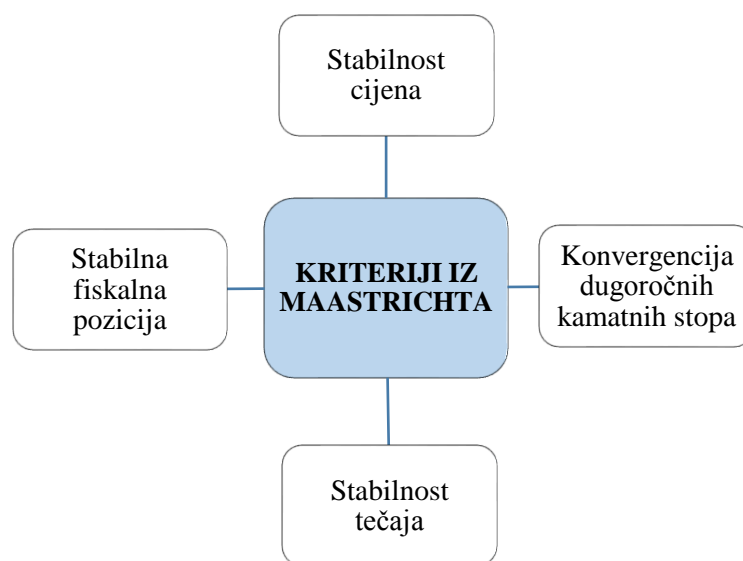 Stabilnost
cijena
Stabilna
fiskalna
pozicija
KRITERIJI IZ
MAASTRICHTA
Konvergencija
dugoročnih
kamatnih stopa
Stabilnost
tečaja